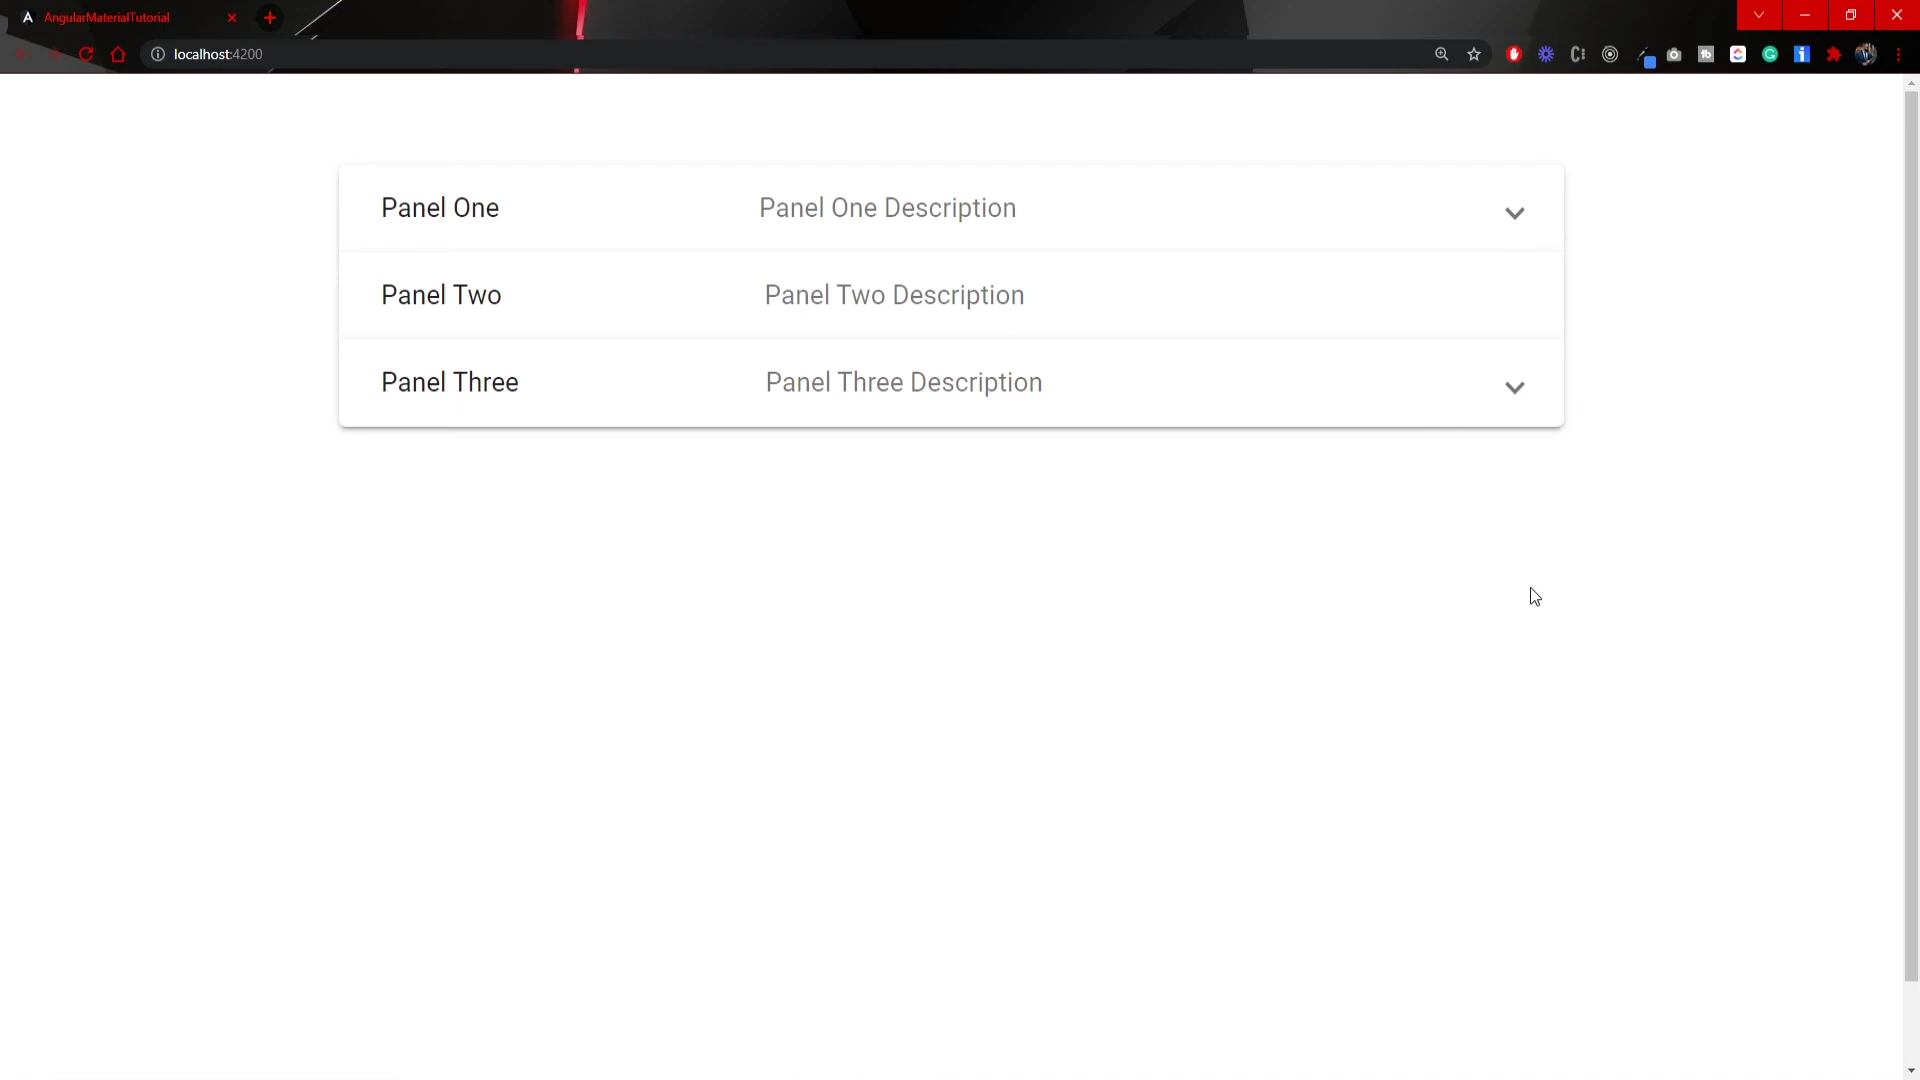 AngularMaterialTutorial
localhost:4200
Panel One Panel One Description
Panel Two Panel Two Description
Panel Three Panel Three Description